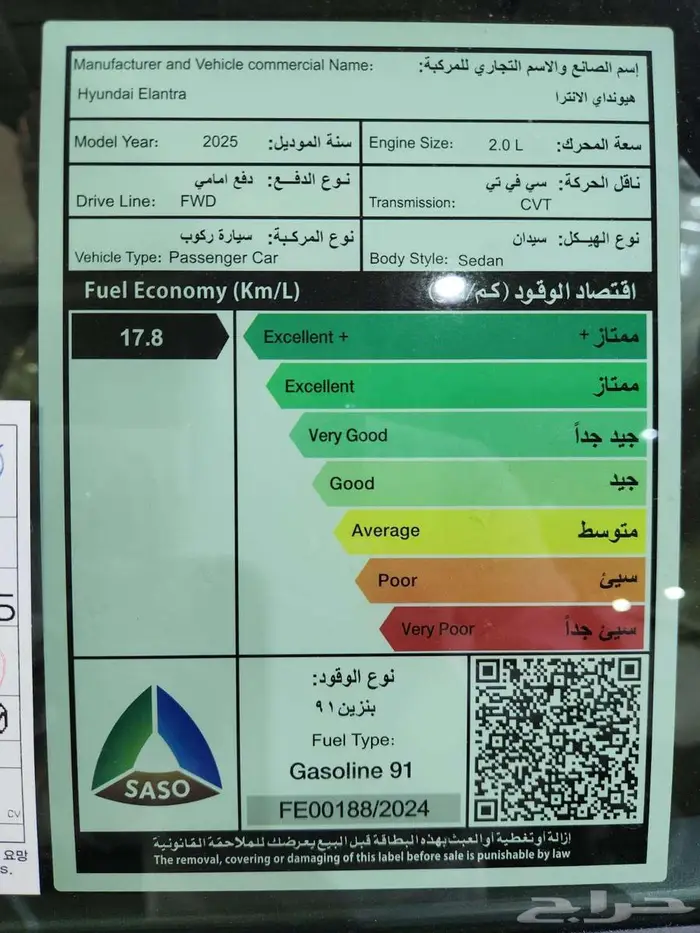 Manufacturer and Vehicle commercial Name: إسم الصانع والاسم التجاري للمركبة:
Hyundai Elantra هيونداي الانترا
Model Year: 2025 سنة الموديل:
Engine Size: 2.0 L سعة المحرك:
نوع الدفع: دفع امامي
Drive Line: FWD
ناقل الحركة: سي في تي
Transmission: CVT
نوع المركبة: سيارة ركوب
Vehicle Type: Passenger Car
نوع الهيكل: سيدان
Body Style: Sedan
Fuel Economy (Km/L) اقتصاد الوقود (كم/
17.8
Excellent + ممتاز +
Excellent ممتاز
Very Good جيد جداً
Good جيد
Average متوسط
Poor سيئ
Very Poor سيئ جداً
SASO
نوع الوقود:
بنزين ٩١
Fuel Type:
Gasoline 91
FE00188/2024
إزالة أو تغطية أو العبث بهذه البطاقة قبل البيع يعرضك للملاحقة القانونية
The removal, covering or damaging of this label before sale is punishable by law
CV
요망
s.
حراج